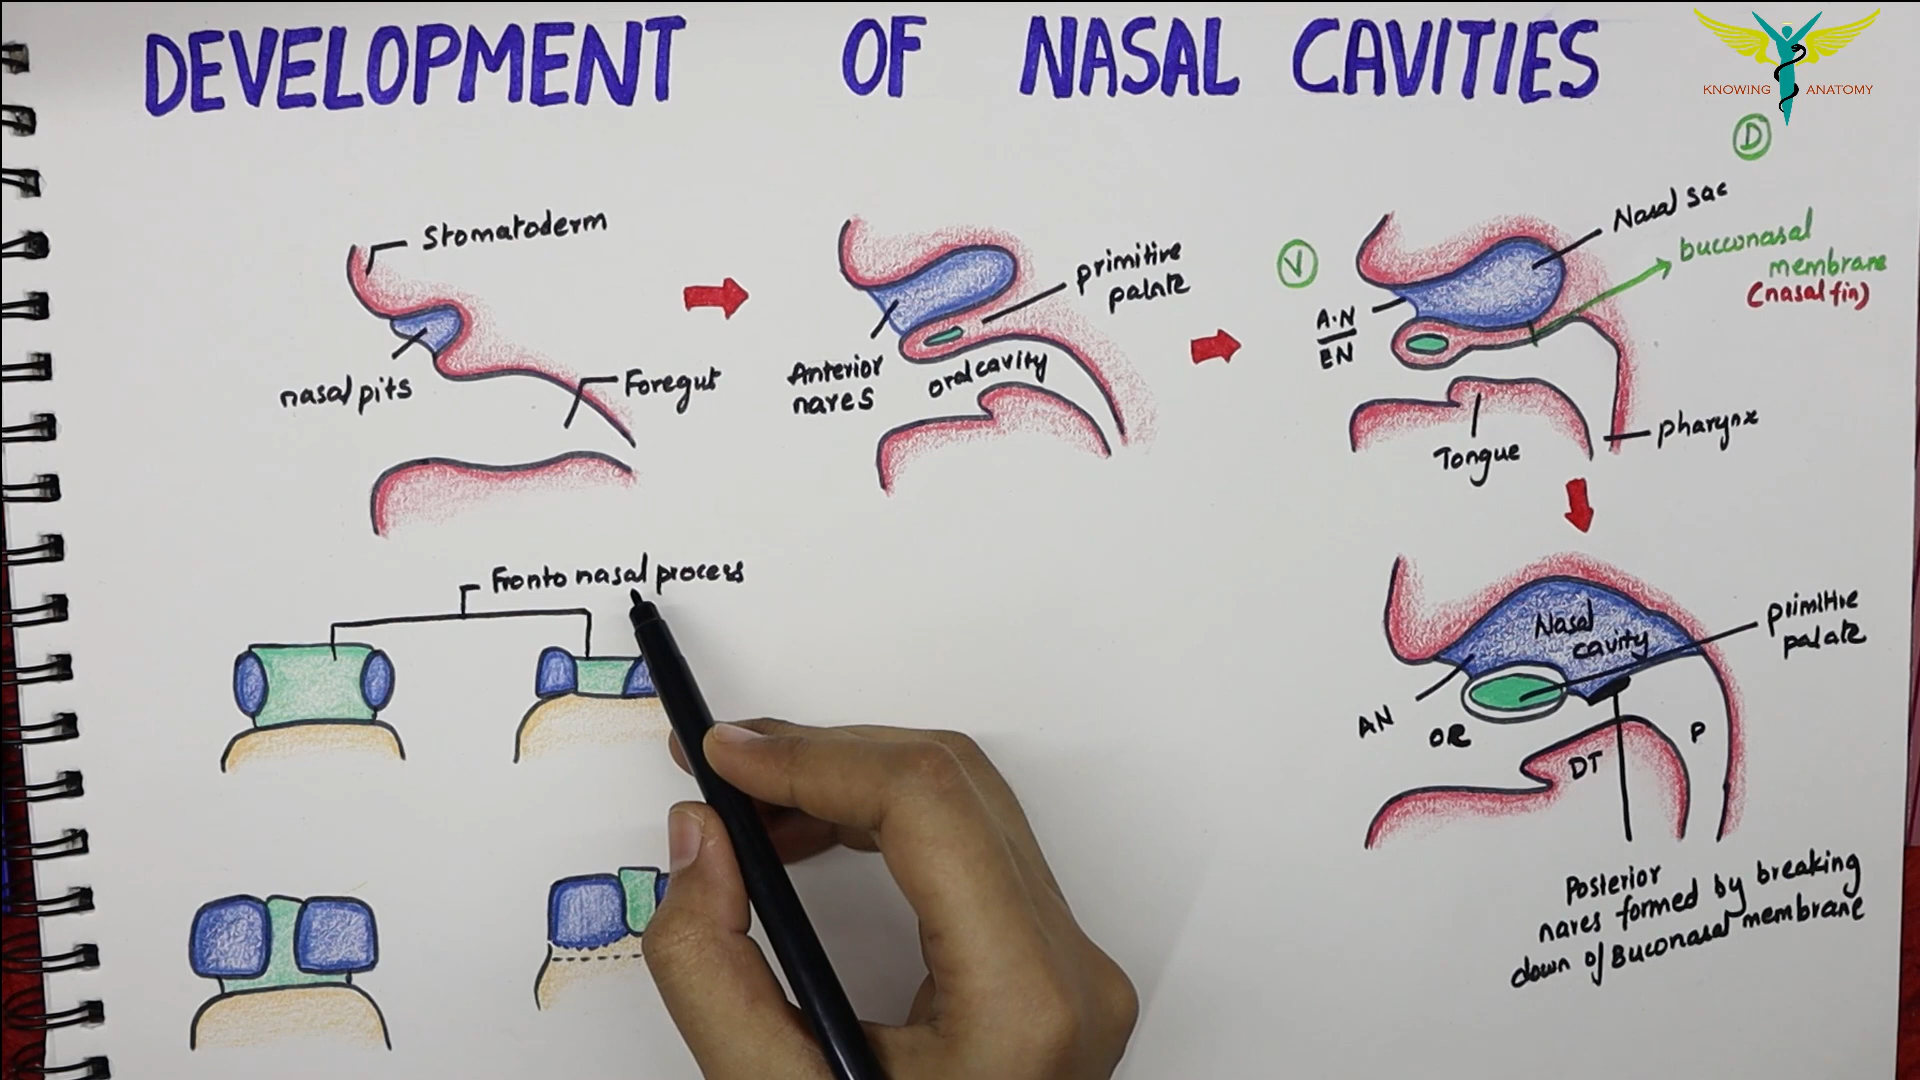 DEVELOPMENT OF NASAL CAVITIES
KNOWING ANATOMY
D
Stomatoderm
nasal pits
Foregut
primitive
palate
Anterior
nares
oral cavity
V
Nasal sac
bucconasal
membrane
(nasal fin)
A.N
EN
Tongue
pharynx
Fronto nasal process
Nasal
cavity
primitive
palate
AN
OR
DT
P
Posterior
nares formed by breaking
down of Buconasal membrane